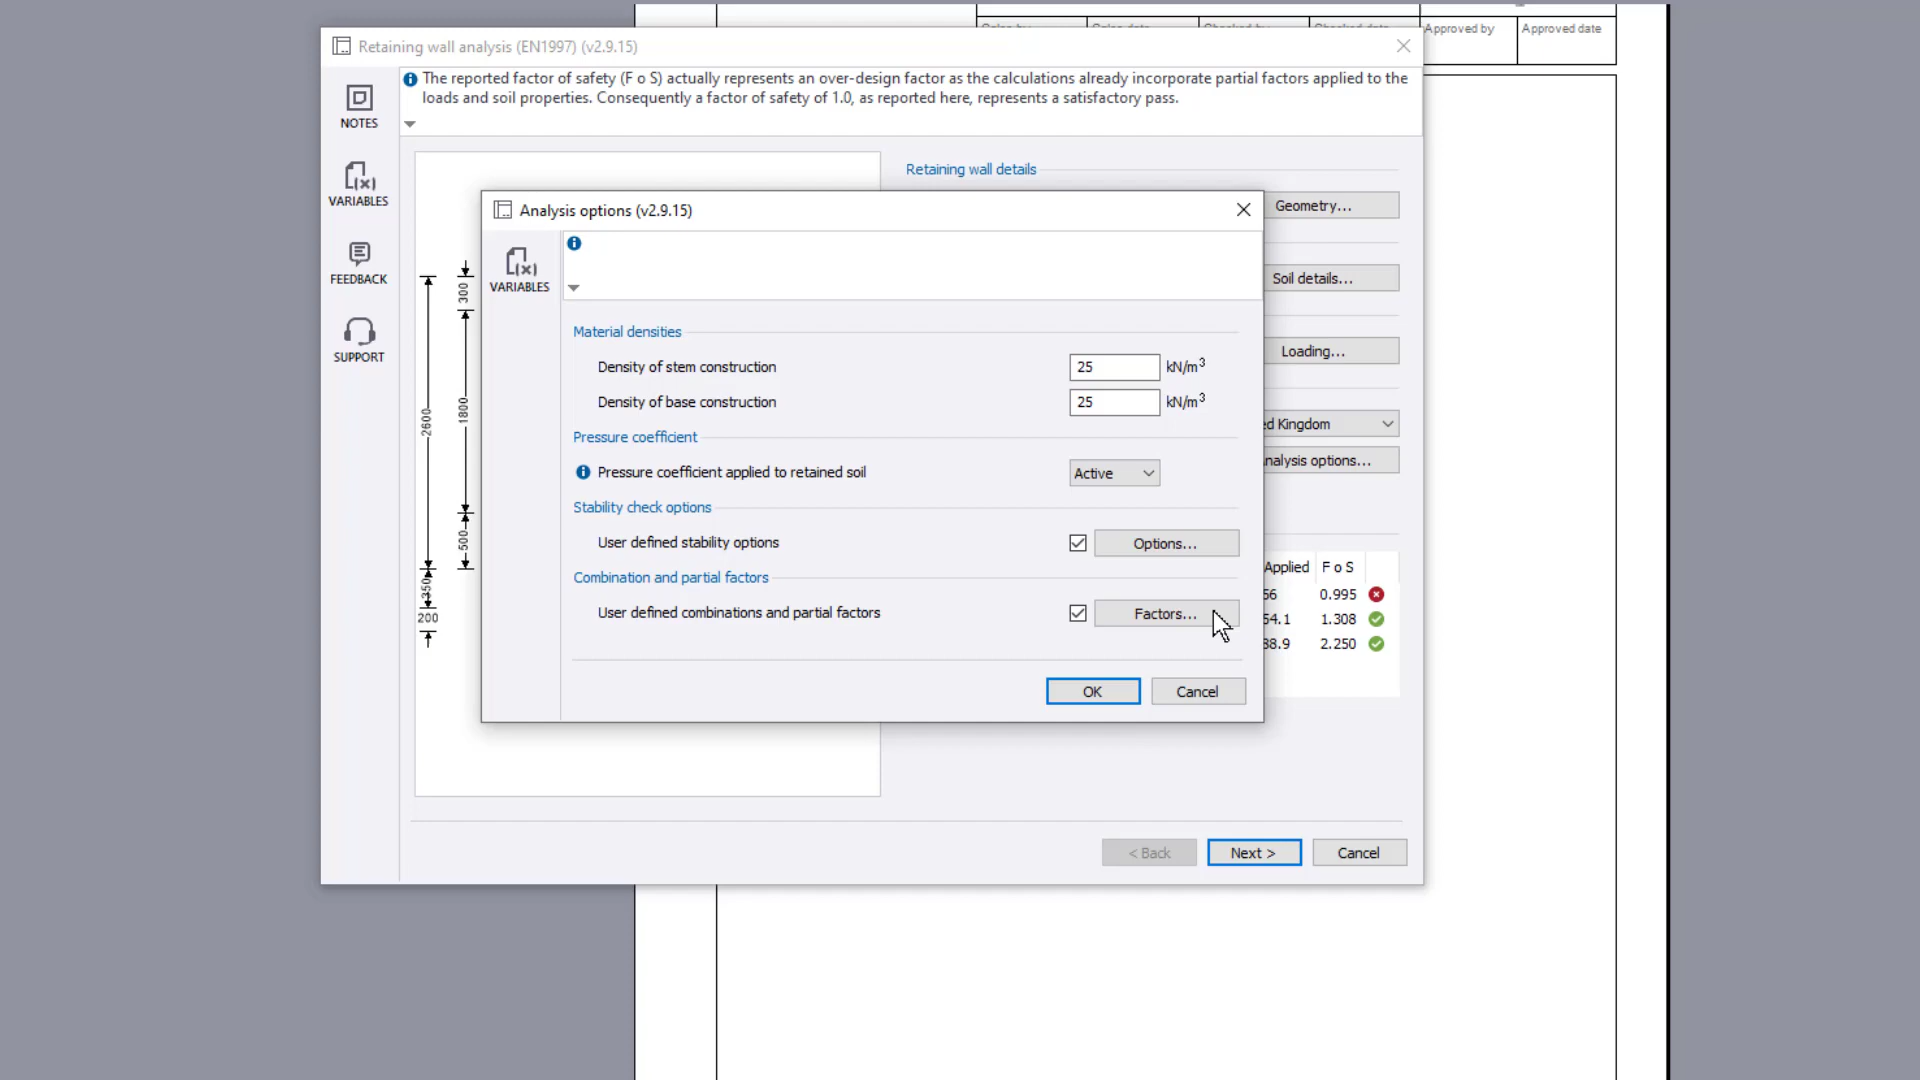 Approved by
Approved date
Retaining wall analysis (EN1997) (v2.9.15)
The reported factor of safety (F o S) actually represents an over-design factor as the calculations already incorporate partial factors applied to the
loads and soil properties. Consequently a factor of safety of 1.0, as reported here, represents a satisfactory pass.
NOTES
VARIABLES
FEEDBACK
SUPPORT
Retaining wall details
Geometry...
Soil details...
Loading...
ed Kingdom
nalysis options...
Applied F o S
56 0.995
54.1 1.308
38.9 2.250
2600
300
1800
500
350
200
Analysis options (v2.9.15)
VARIABLES
Material densities
Density of stem construction 25 kN/m3
Density of base construction 25 kN/m3
Pressure coefficient
Pressure coefficient applied to retained soil Active
Stability check options
User defined stability options Options...
Combination and partial factors
User defined combinations and partial factors Factors...
OK Cancel
< Back Next > Cancel